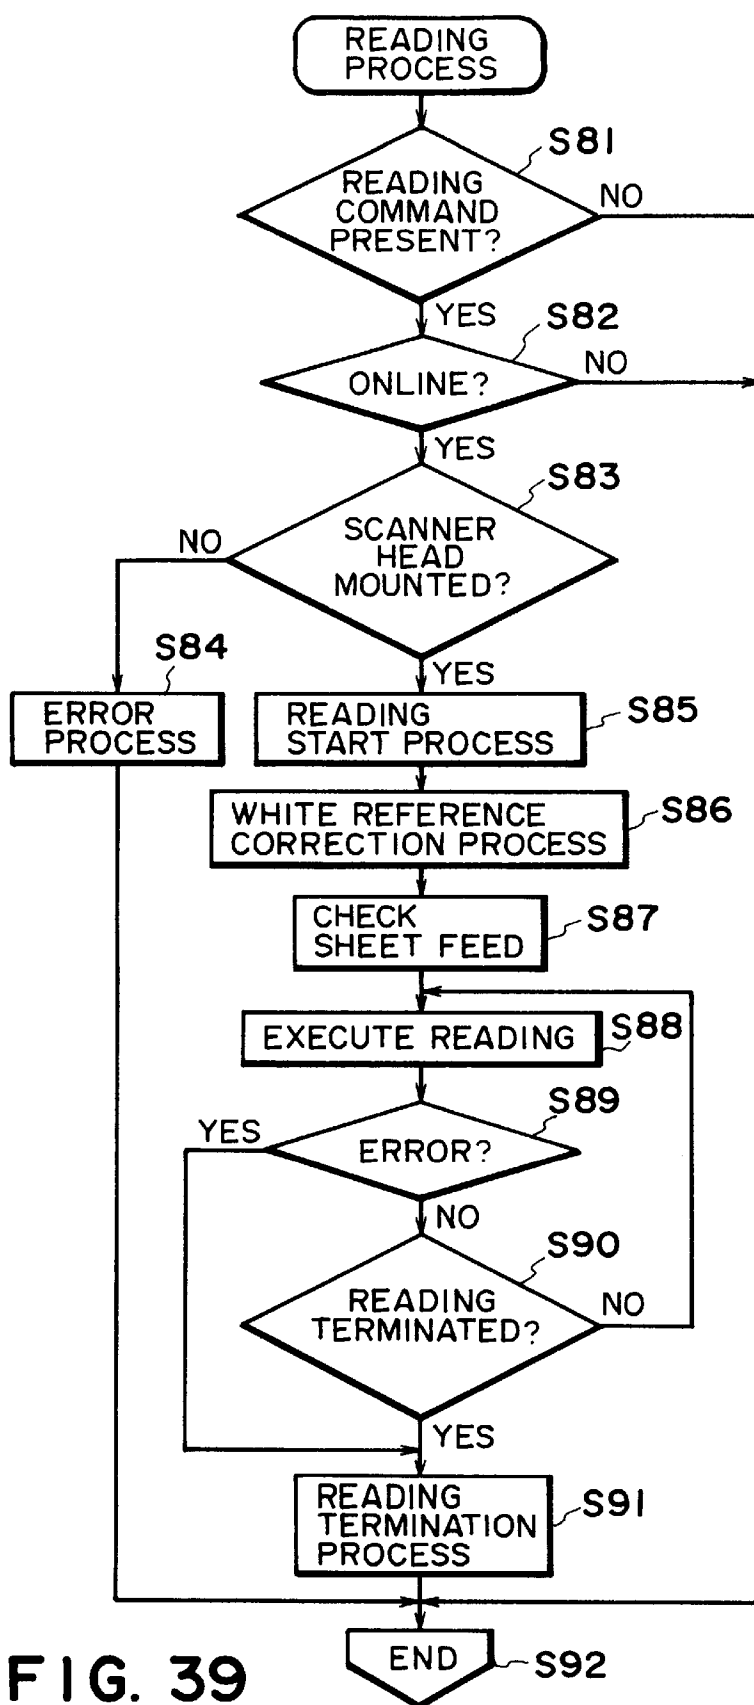 READING
PROCESS
S81
READING
COMMAND
PRESENT?
NO
YES
S82
ONLINE?
NO
YES
S83
SCANNER
HEAD
MOUNTED?
NO
YES
S84
ERROR
PROCESS
READING
START PROCESS
S85
WHITE REFERENCE
CORRECTION PROCESS
S86
CHECK
SHEET FEED
S87
EXECUTE READING
S88
S89
ERROR?
YES
NO
S90
READING
TERMINATED?
NO
YES
READING
TERMINATION
PROCESS
S91
END
S92
FIG. 39